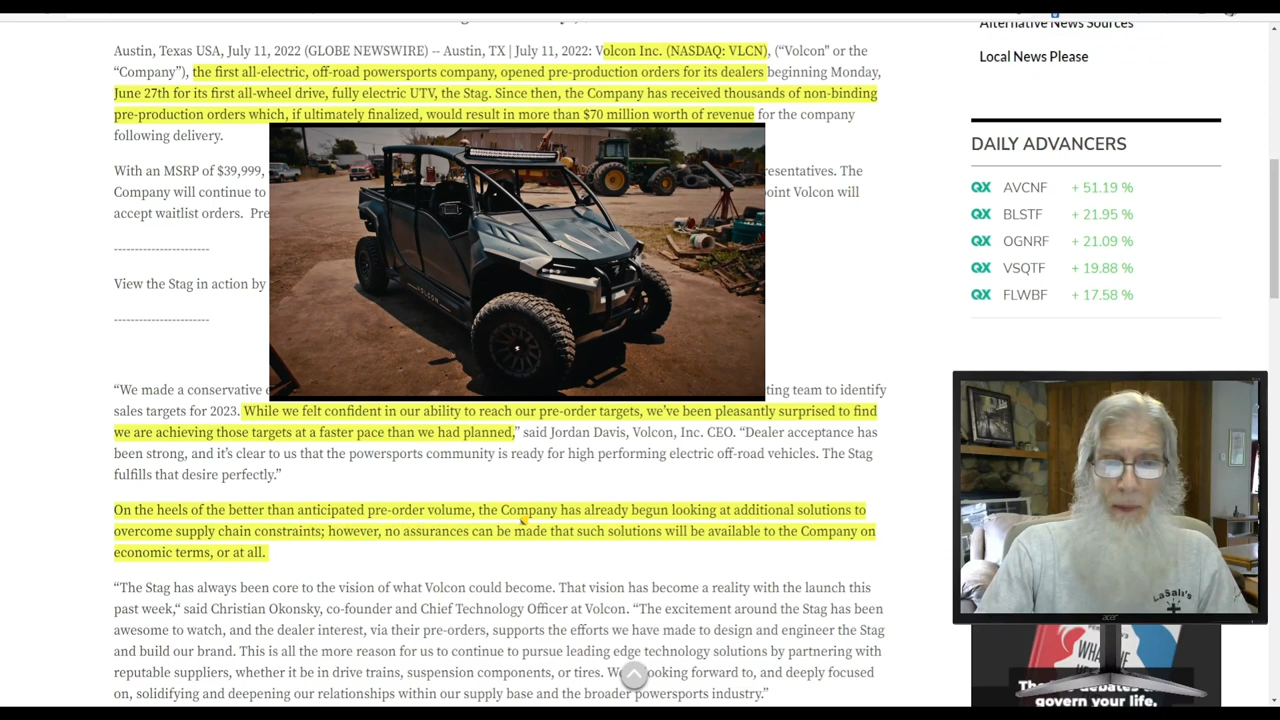 Austin, Texas USA, July 11, 2022 (GLOBE NEWSWIRE) -- Austin, TX | July 11, 2022: Volcon Inc. (NASDAQ: VLCN), (“Volcon” or the
“Company”), the first all-electric, off-road powersports company, opened pre-production orders for its dealers beginning Monday,
June 27th for its first all-wheel drive, fully electric UTV, the Stag. Since then, the Company has received thousands of non-binding
pre-production orders which, if ultimately finalized, would result in more than $70 million worth of revenue for the company
following delivery.
With an MSRP of $39,999, resentatives. The
Company will continue to point Volcon will
accept waitlist orders. Pre
-----------------------
View the Stag in action by
-----------------------
VOLCON
“We made a conservative ting team to identify
sales targets for 2023. While we felt confident in our ability to reach our pre-order targets, we’ve been pleasantly surprised to find
we are achieving those targets at a faster pace than we had planned,” said Jordan Davis, Volcon, Inc. CEO. “Dealer acceptance has
been strong, and it’s clear to us that the powersports community is ready for high performing electric off-road vehicles. The Stag
fulfills that desire perfectly.”
On the heels of the better than anticipated pre-order volume, the Company has already begun looking at additional solutions to
overcome supply chain constraints; however, no assurances can be made that such solutions will be available to the Company on
economic terms, or at all.
“The Stag has always been core to the vision of what Volcon could become. That vision has become a reality with the launch this
past week,“ said Christian Okonsky, co-founder and Chief Technology Officer at Volcon. “The excitement around the Stag has been
awesome to watch, and the dealer interest, via their pre-orders, supports the efforts we have made to design and engineer the Stag
and build our brand. This is all the more reason for us to continue to pursue leading edge technology solutions by partnering with
reputable suppliers, whether it be in drive trains, suspension components, or tires. We ooking forward to, and deeply focused
on, solidifying and deepening our relationships within our supply base and the broader powersports industry.”
Alternative News Sources
Local News Please
DAILY ADVANCERS
QX AVCNF + 51.19 %
QX BLSTF + 21.95 %
QX OGNRF + 21.09 %
QX VSQTF + 19.88 %
QX FLWBF + 17.58 %
LaSalt's
acer
govern your life.